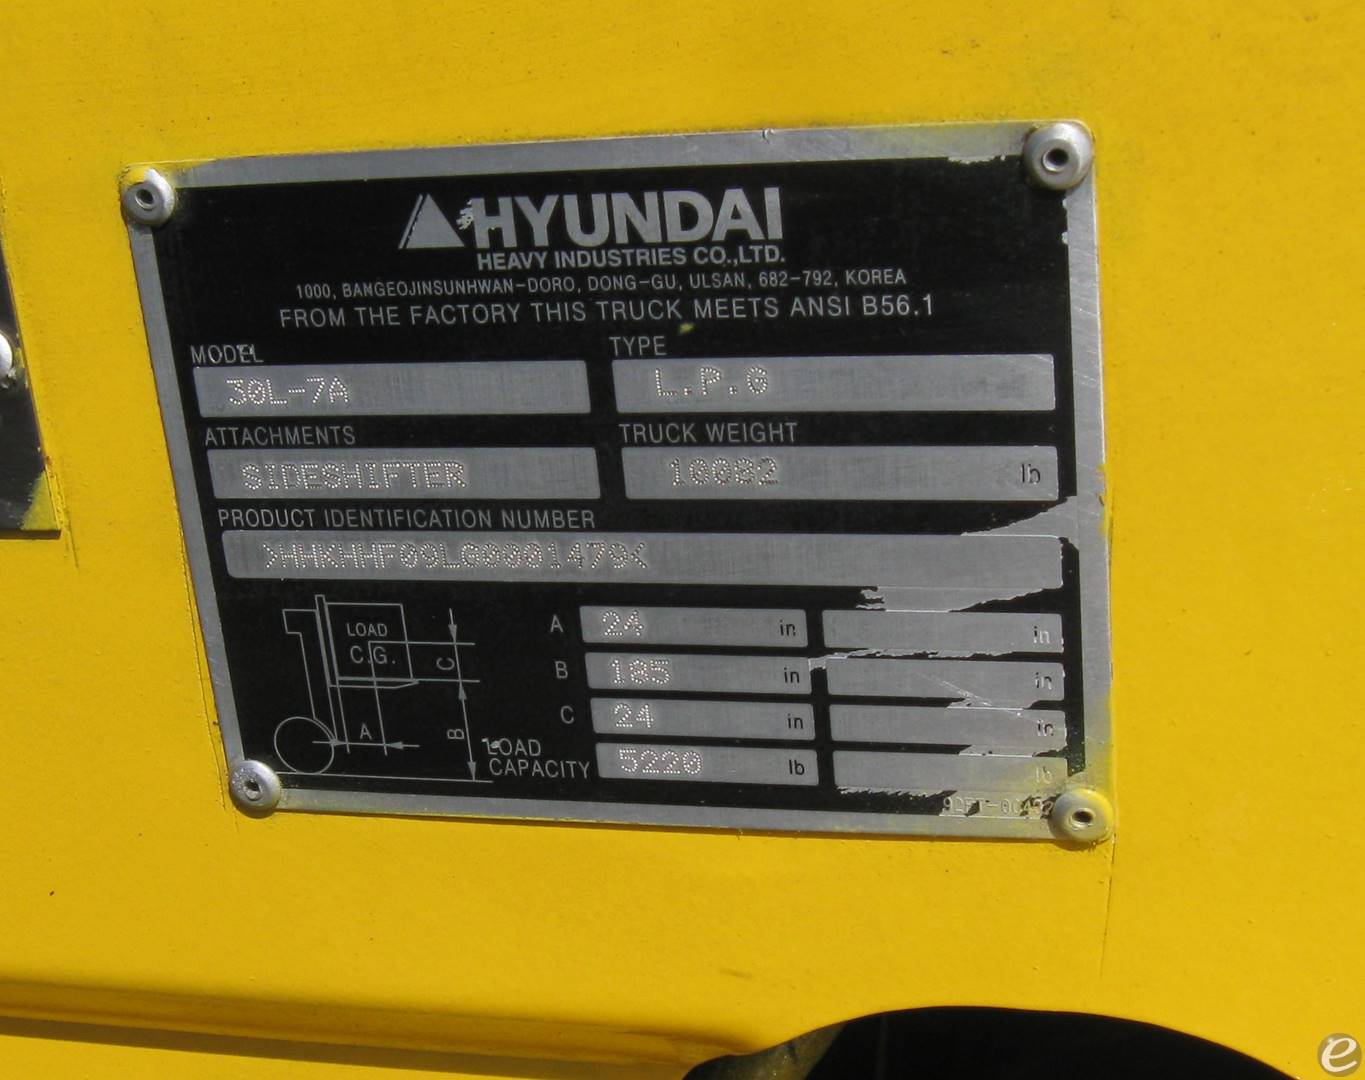 HYUNDAI
HEAVY INDUSTRIES CO.,LTD.
1000, BANGEOJINSUNHWAN-DORO, DONG-GU, ULSAN, 682-792, KOREA
FROM THE FACTORY THIS TRUCK MEETS ANSI B56.1
MODEL TYPE
30L-7A L.P.G
ATTACHMENTS TRUCK WEIGHT
SIDESHIFTER 10082 lb
PRODUCT IDENTIFICATION NUMBER
>HHKHHF09LG0001479<
LOAD
C.G.
C
A
B
A 24 in in
B 185 in in
C 24 in in
LOAD
CAPACITY 5220 lb lb
e